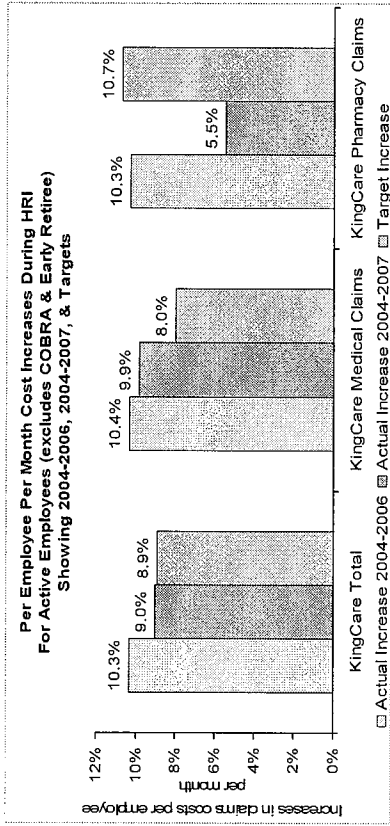 Per Employee Per Month Cost Increases During HRI
For Active Employees (excludes COBRA & Early Retiree)
Showing 2004-2006, 2004-2007, & Targets
Increases in claims costs per employee
per month
12%
10%
8%
6%
4%
2%
0%
10.3%
9.0%
8.9%
10.4%
9.9%
8.0%
10.3%
5.5%
10.7%
KingCare Total
KingCare Medical Claims
KingCare Pharmacy Claims
Actual Increase 2004-2006
Actual Increase 2004-2007
Target Increase